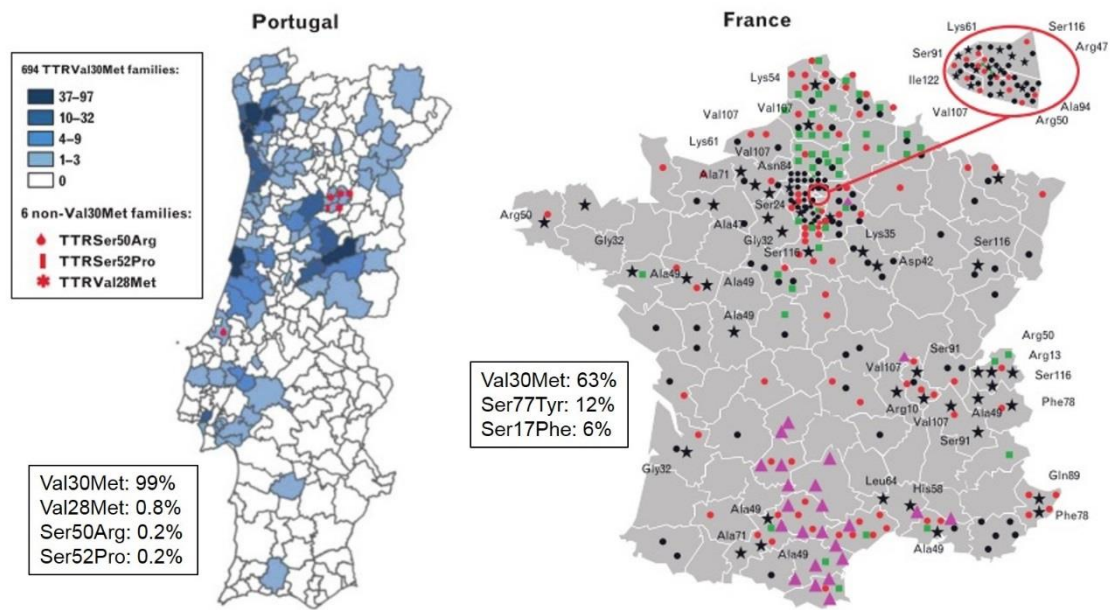 Portugal
694 TTRVal30Met families:
37–97
10–32
4–9
1–3
0
6 non-Val30Met families:
TTRSer50Arg
TTRSer52Pro
TTRVal28Met
Val30Met: 99%
Val28Met: 0.8%
Ser50Arg: 0.2%
Ser52Pro: 0.2%
France
Lys61
Ser116
Ser91
Arg47
Ile122
Val107
Ala94
Arg50
Lys54
Val107
Lys61
Val107
Asn84
Ala71
Ser24
Arg50
Ala47
Gly32
Gly32
Lys35
Ser116
Asp42
Ser116
Ala49
Ala49
Ala49
Val30Met: 63%
Ser77Tyr: 12%
Ser17Phe: 6%
Arg50
Ser91
Arg13
Val107
Ser116
Arg10
Ala49
Phe78
Val107
Ser91
Gly32
Leu64
His58
Gln89
Ala49
Phe78
Ala71
Ala49
Ala49